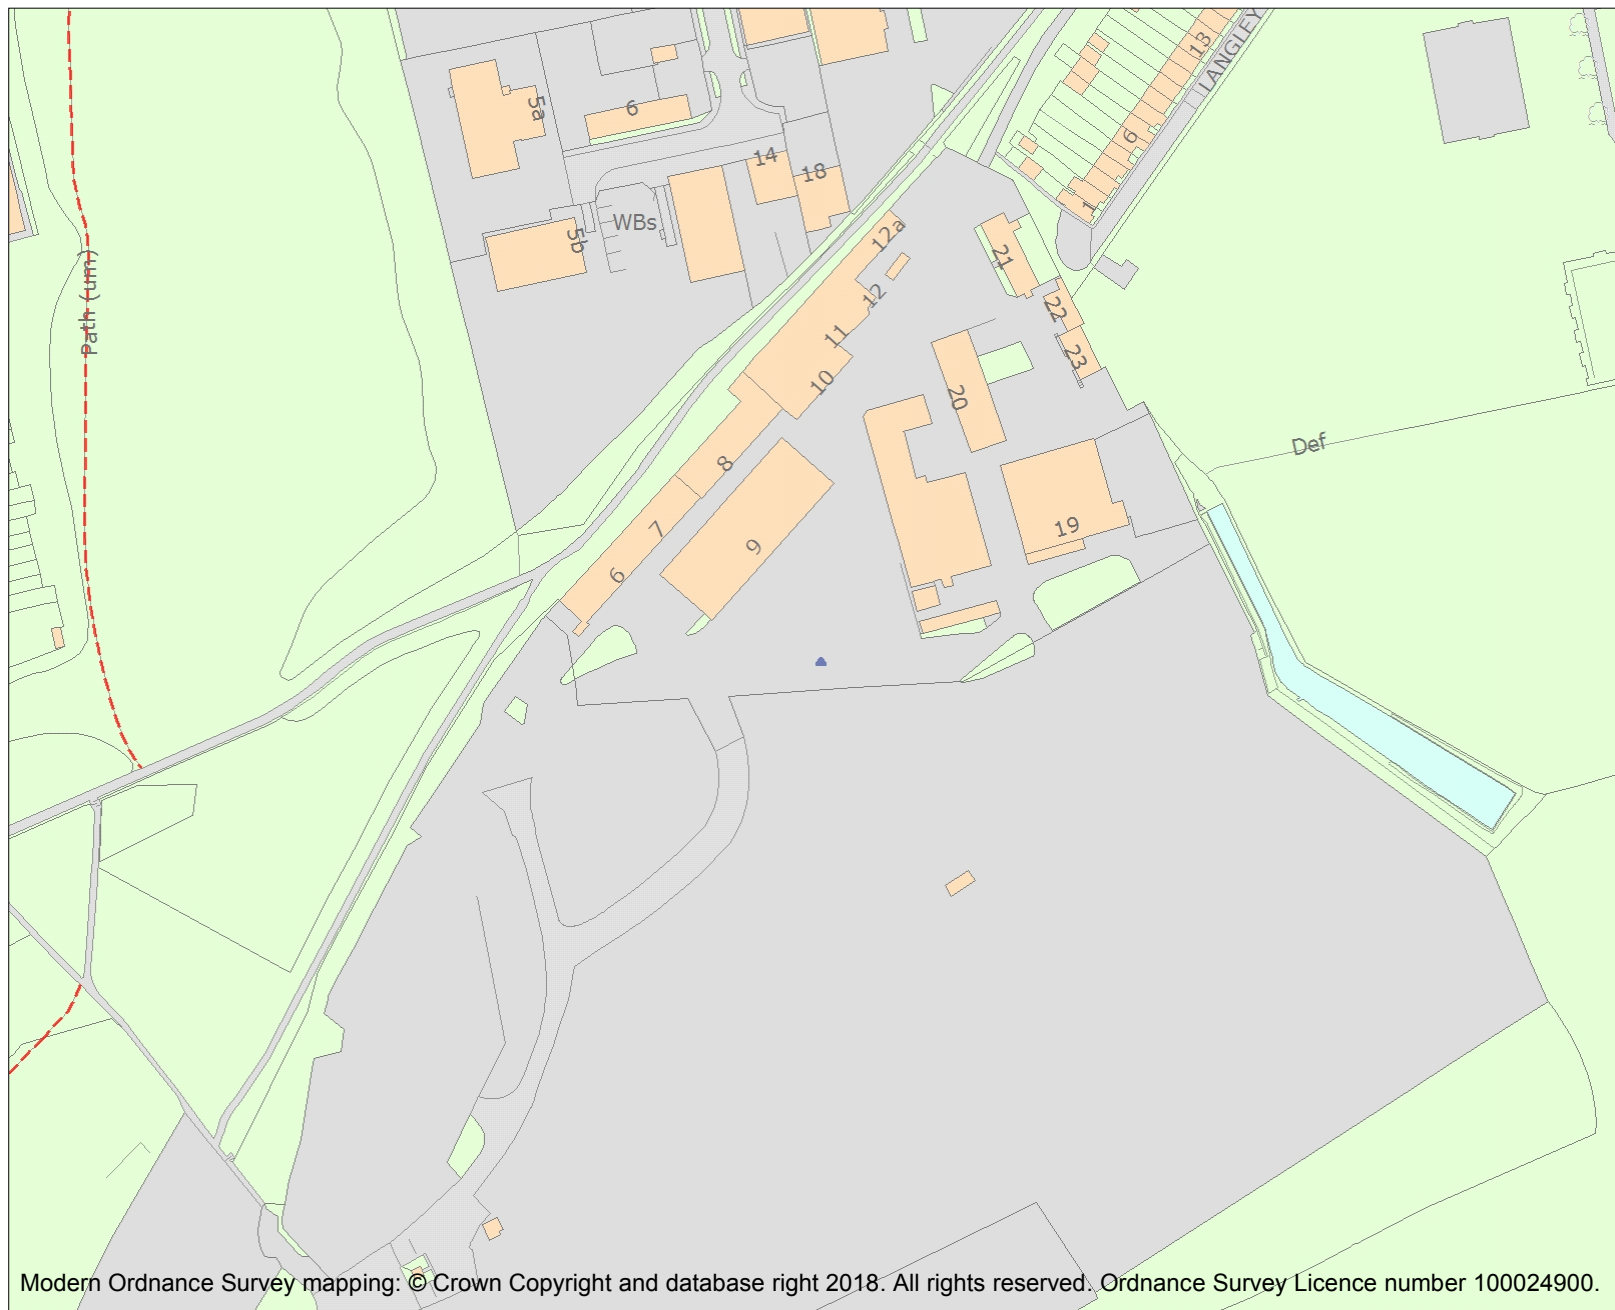 13
LANGLEY
5a
6
6
14
18
1
WBs
5b
12a
21
Path (um)
12
22
11
23
10
20
Def
8
7
9
19
6
Modern Ordnance Survey mapping: © Crown Copyright and database right 2018. All rights reserved. Ordnance Survey Licence number 100024900.